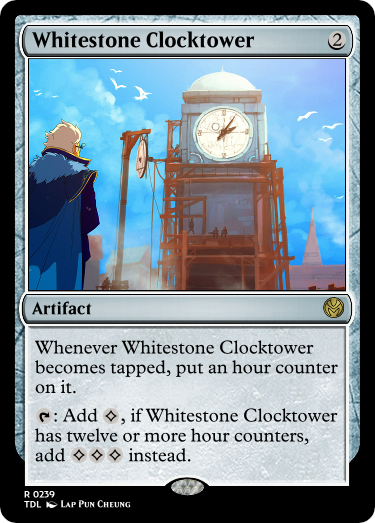 Whitestone Clocktower 2
Artifact
Whenever Whitestone Clocktower
becomes tapped, put an hour counter
on it.
: Add , if Whitestone Clocktower
has twelve or more hour counters,
add instead.
R 0239
TDL Lap Pun Cheung